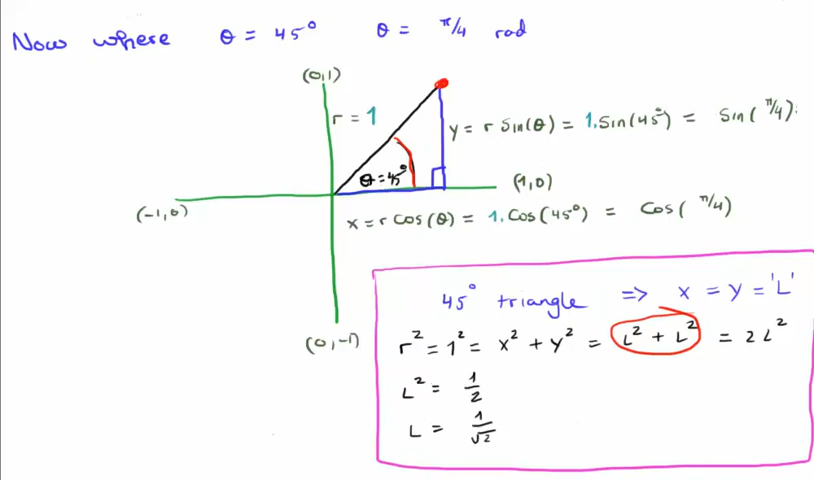 Now where θ = 45° θ = π/4 rad
(0,1)
r = 1
y = r Sin(θ) = 1.Sin(45°) = Sin(π/4).
θ=45°
(1,0)
(-1,0)
x = r Cos(θ) = 1.Cos(45°) = Cos(π/4)
45° triangle => x = y = 'L'
(0,-1)
r² = 1² = x² + y² = L² + L² = 2L²
L² = 1/2
L = 1/√2